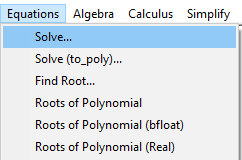 Equations Algebra Calculus Simplify
Solve...
Solve (to_poly)...
Find Root...
Roots of Polynomial
Roots of Polynomial (bfloat)
Roots of Polynomial (Real)